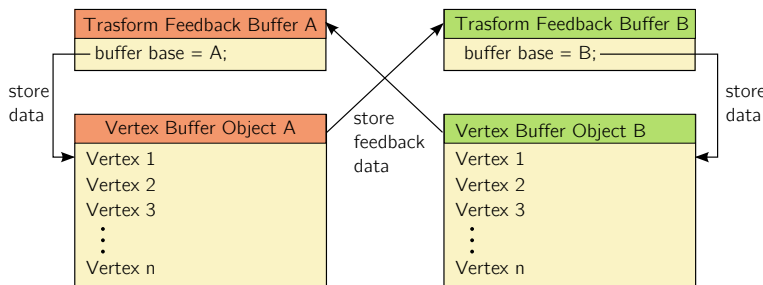 Trasform Feedback Buffer A
buffer base = A;
Trasform Feedback Buffer B
buffer base = B;
store
data
store
feedback
data
store
data
Vertex Buffer Object A
Vertex 1
Vertex 2
Vertex 3
Vertex n
Vertex Buffer Object B
Vertex 1
Vertex 2
Vertex 3
Vertex n